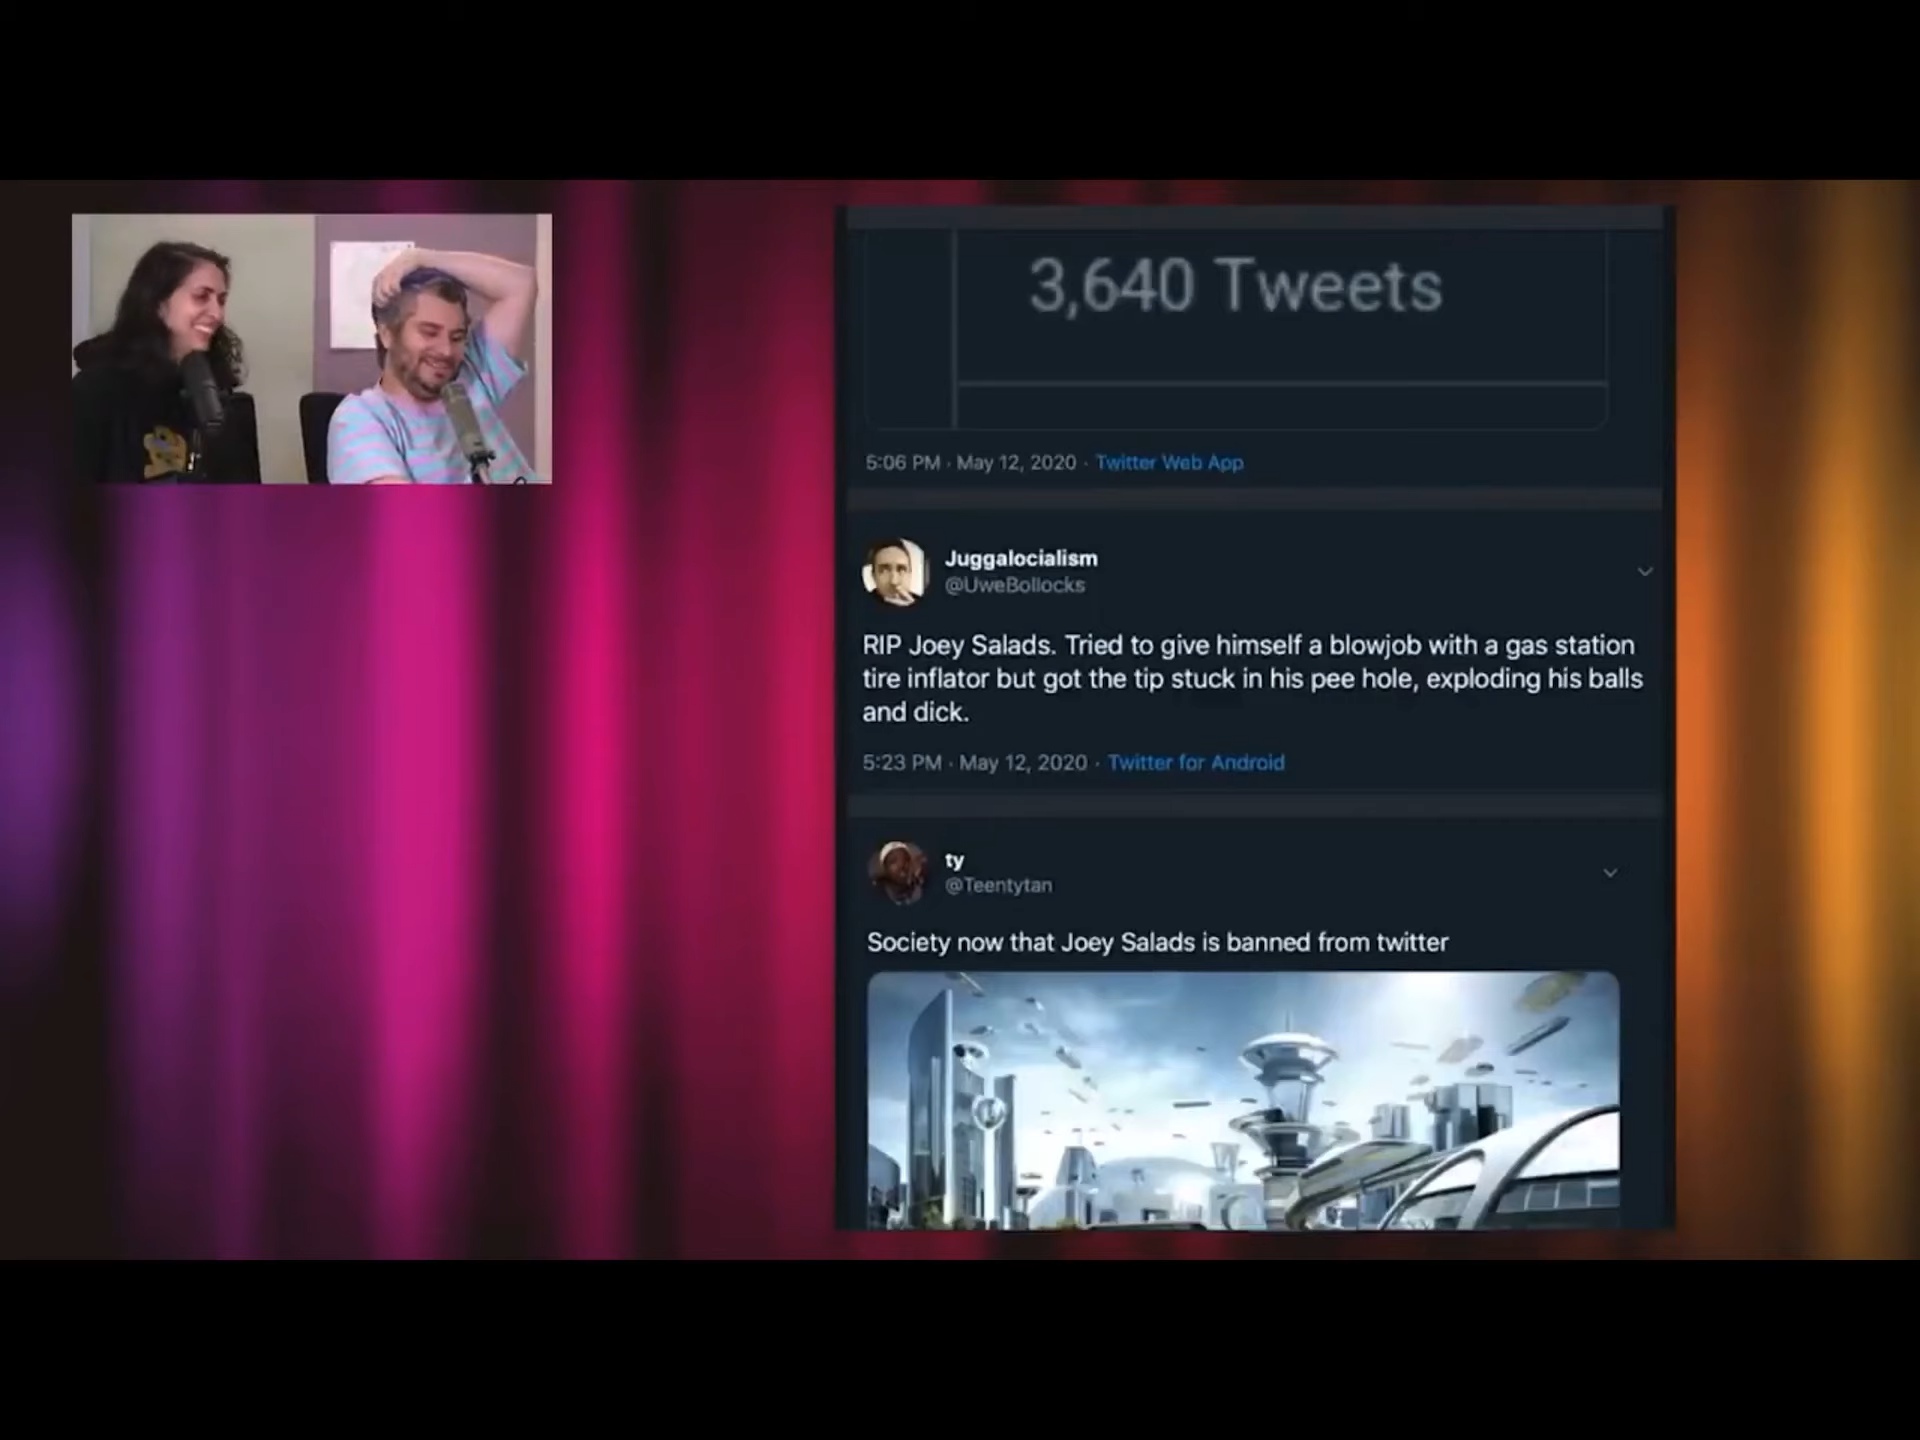 3,640 Tweets
5:06 PM · May 12, 2020 · Twitter Web App
Juggalocialism
@UweBollocks
RIP Joey Salads. Tried to give himself a blowjob with a gas station
tire inflator but got the tip stuck in his pee hole, exploding his balls
and dick.
5:23 PM · May 12, 2020 · Twitter for Android
ty
@Teentytan
Society now that Joey Salads is banned from twitter